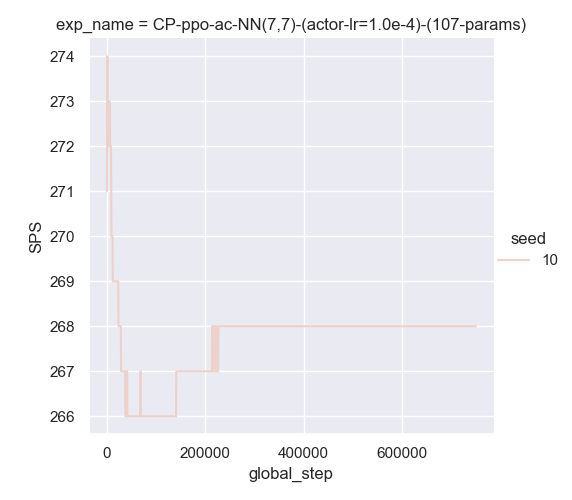 exp_name = CP-ppo-ac-NN(7,7)-(actor-lr=1.0e-4)-(107-params)
274
273
272
271
270
269
268
267
266
SPS
0 200000 400000 600000
global_step
seed
10